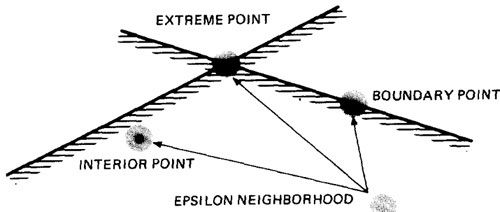 EXTREME POINT
BOUNDARY POINT
INTERIOR POINT
EPSILON NEIGHBORHOOD